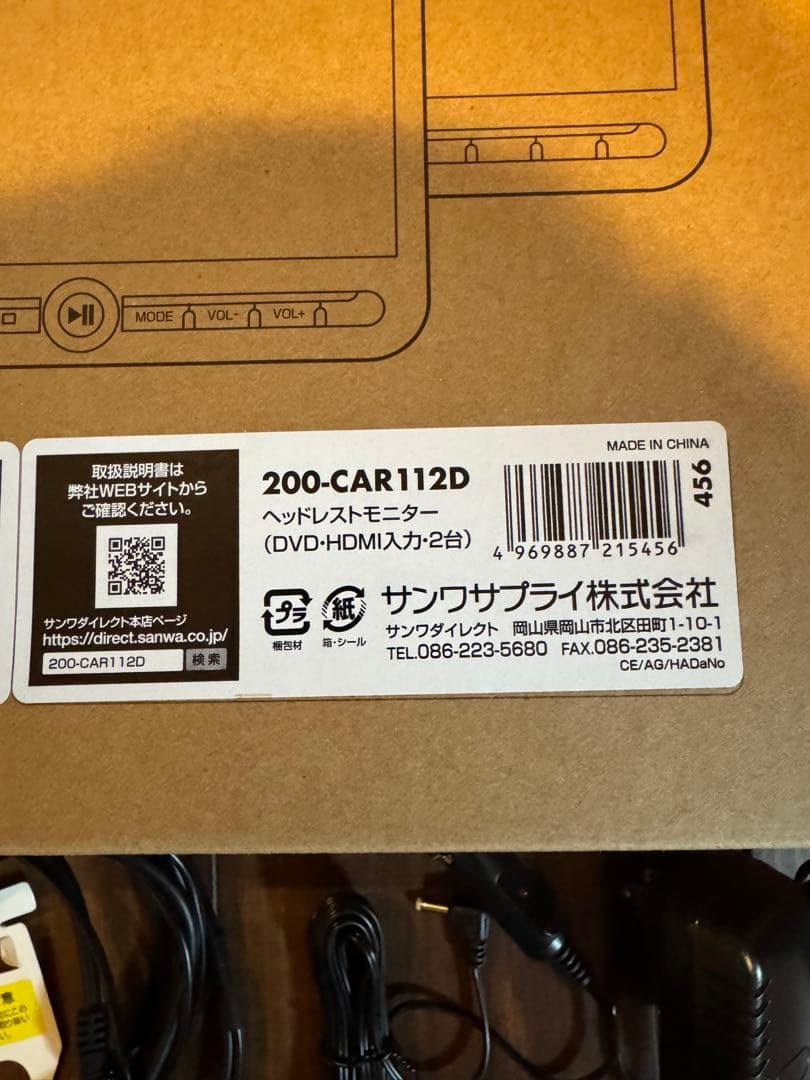 MODE VOL- VOL+
MADE IN CHINA
取扱説明書は
弊社WEBサイトから
ご確認ください。
サンワダイレクト本店ページ
https://direct.sanwa.co.jp/
200-CAR112D 検索
200-CAR112D
ヘッドレストモニター
(DVD・HDMI入力・2台)
4 969887 215456
456
プラ
梱包材
紙
箱・シール
サンワサプライ株式会社
サンワダイレクト 岡山県岡山市北区田町1-10-1
TEL.086-223-5680 FAX.086-235-2381
CE/AG/HADaNo
意